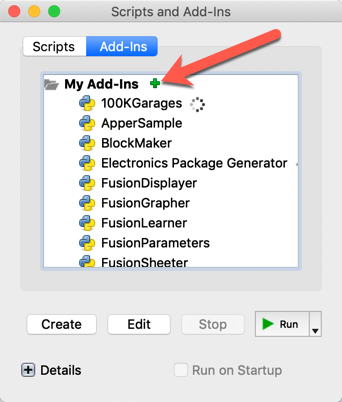 Scripts and Add-Ins
Scripts Add-Ins
My Add-Ins
100KGarages
ApperSample
BlockMaker
Electronics Package Generator
FusionDisplayer
FusionGrapher
FusionLearner
FusionParameters
FusionSheeter
Create Edit Stop Run
Details Run on Startup